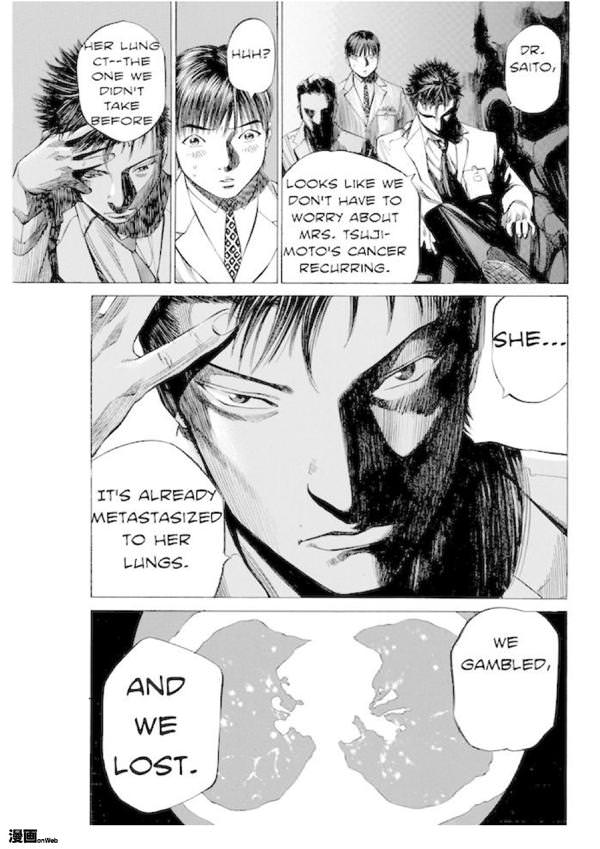 DR.
SAITO,
LOOKS LIKE WE
DON'T HAVE TO
WORRY ABOUT
MRS. TSUJI-
MOTO'S CANCER
RECURRING.
HUH?
HER LUNG
CT--THE
ONE WE
DIDN'T
TAKE
BEFORE
SHE...
IT'S ALREADY
METASTASIZED
TO HER
LUNGS.
WE
GAMBLED,
AND
WE
LOST.
漫画onWeb